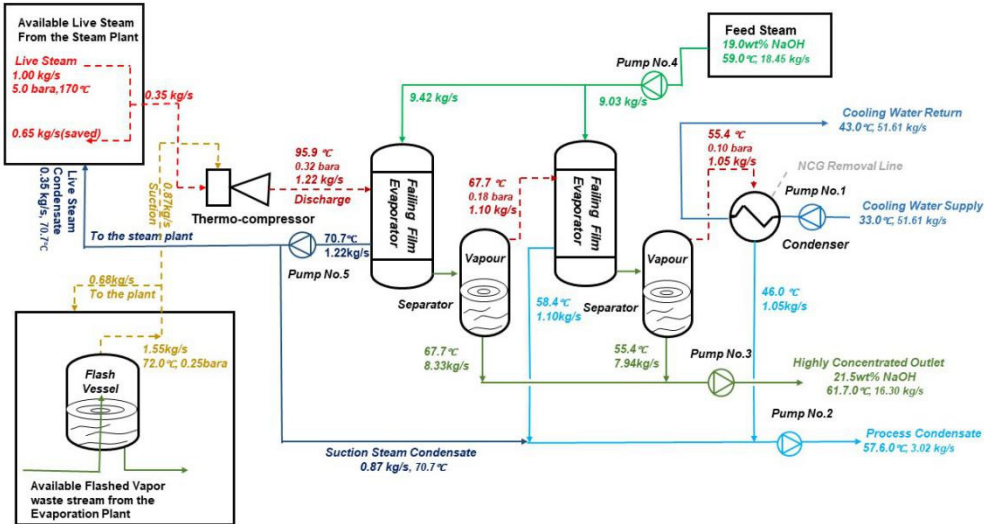 Available Live Steam
From the Steam Plant
Live Steam
1.00 kg/s
5.0 bara,170℃
0.65 kg/s(saved)
0.35 kg/s
Live Steam
Condensate
0.35 kg/s, 70.7℃
0.87kg/s
Suction
Thermo-compressor
95.9 ℃
0.32 bara
1.22 kg/s
Discharge
To the steam plant
70.7℃
1.22kg/s
Pump No.5
0.68kg/s
To the plant
1.55kg/s
72.0℃, 0.25bara
Flash
Vessel
Available Flashed Vapor
waste stream from the
Evaporation Plant
9.42 kg/s
9.03 kg/s
Pump No.4
Feed Steam
19.0wt% NaOH
59.0℃, 18.45 kg/s
Failing Film
Evaporator
67.7 ℃
0.18 bara
1.10 kg/s
Vapour
Separator
67.7℃
8.33kg/s
Failing Film
Evaporator
58.4℃
1.10kg/s
Vapour
Separator
55.4℃
7.94kg/s
55.4 ℃
0.10 bara
1.05 kg/s
Cooling Water Return
43.0℃, 51.61 kg/s
NCG Removal Line
Pump No.1
Cooling Water Supply
33.0℃, 51.61 kg/s
Condenser
46.0 ℃
1.05kg/s
Pump No.3
Highly Concentrated Outlet
21.5wt% NaOH
61.7.0℃, 16.30 kg/s
Pump No.2
Process Condensate
57.6.0℃, 3.02 kg/s
Suction Steam Condensate
0.87 kg/s, 70.7℃